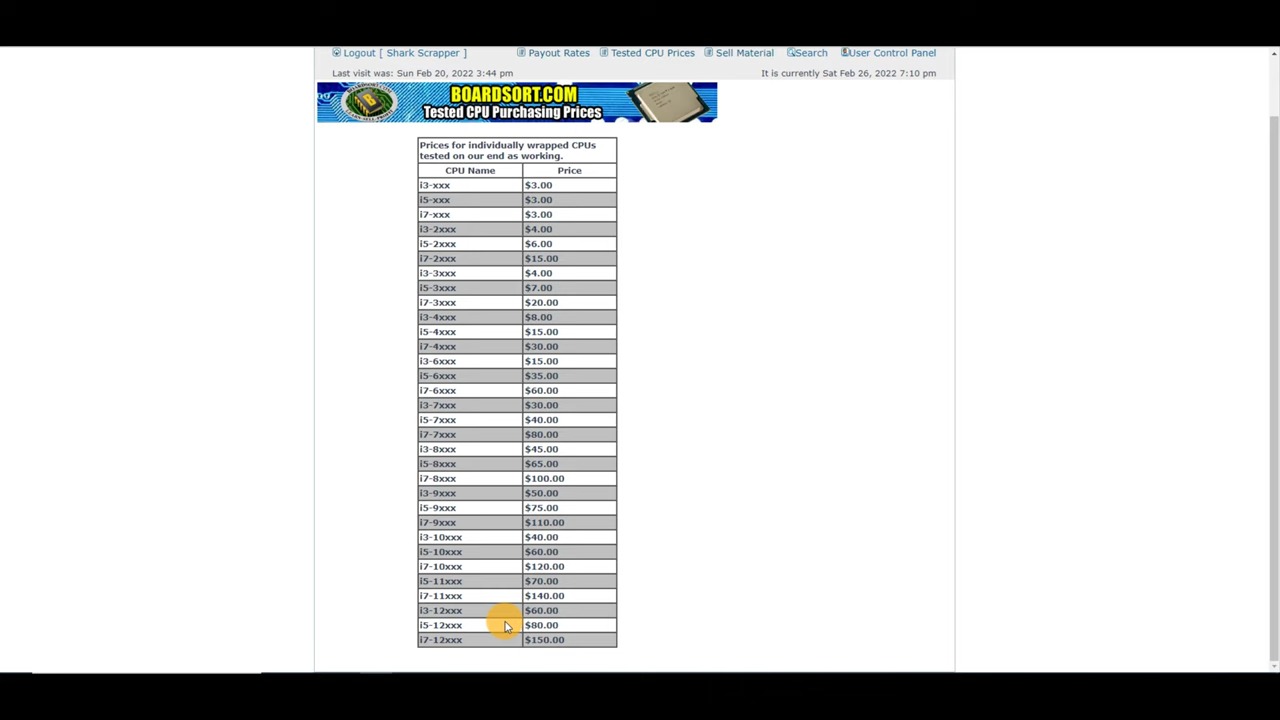 Logout [ Shark Scrapper ] Payout Rates Tested CPU Prices Sell Material Search User Control Panel
Last visit was: Sun Feb 20, 2022 3:44 pm It is currently Sat Feb 26, 2022 7:10 pm
BOARDSORT.COM
Tested CPU Purchasing Prices
Prices for individually wrapped CPUs
tested on our end as working.
CPU Name Price
i3-xxx $3.00
i5-xxx $3.00
i7-xxx $3.00
i3-2xxx $4.00
i5-2xxx $6.00
i7-2xxx $15.00
i3-3xxx $4.00
i5-3xxx $7.00
i7-3xxx $20.00
i3-4xxx $8.00
i5-4xxx $15.00
i7-4xxx $30.00
i3-6xxx $15.00
i5-6xxx $35.00
i7-6xxx $60.00
i3-7xxx $30.00
i5-7xxx $40.00
i7-7xxx $80.00
i3-8xxx $45.00
i5-8xxx $65.00
i7-8xxx $100.00
i3-9xxx $50.00
i5-9xxx $75.00
i7-9xxx $110.00
i3-10xxx $40.00
i5-10xxx $60.00
i7-10xxx $120.00
i5-11xxx $70.00
i7-11xxx $140.00
i3-12xxx $60.00
i5-12xxx $80.00
i7-12xxx $150.00